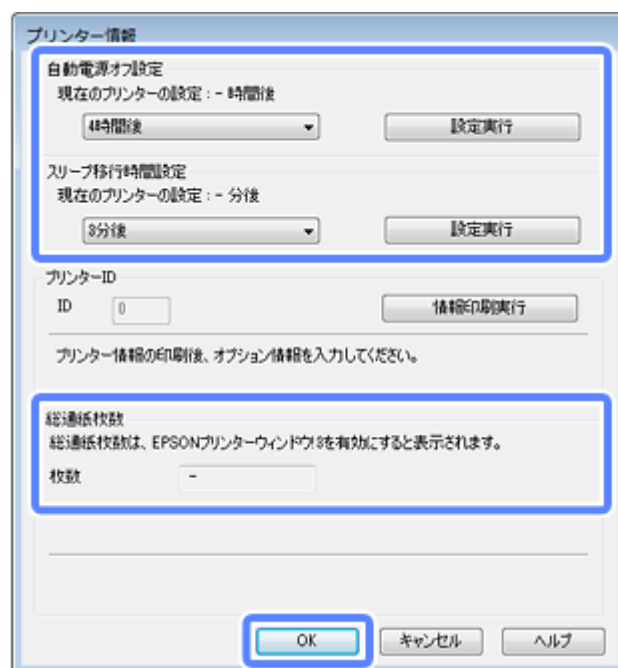 プリンター情報
自動電源オフ設定
現在のプリンターの設定：- 時間後
4時間後
設定実行
スリープ移行時間設定
現在のプリンターの設定：- 分後
3分後
設定実行
プリンターID
ID 0
情報印刷実行
プリンター情報の印刷後、オプション情報を入力してください。
総通紙枚数
総通紙枚数は、EPSONプリンターウィンドウ!3を有効にすると表示されます。
枚数 -
OK キャンセル ヘルプ